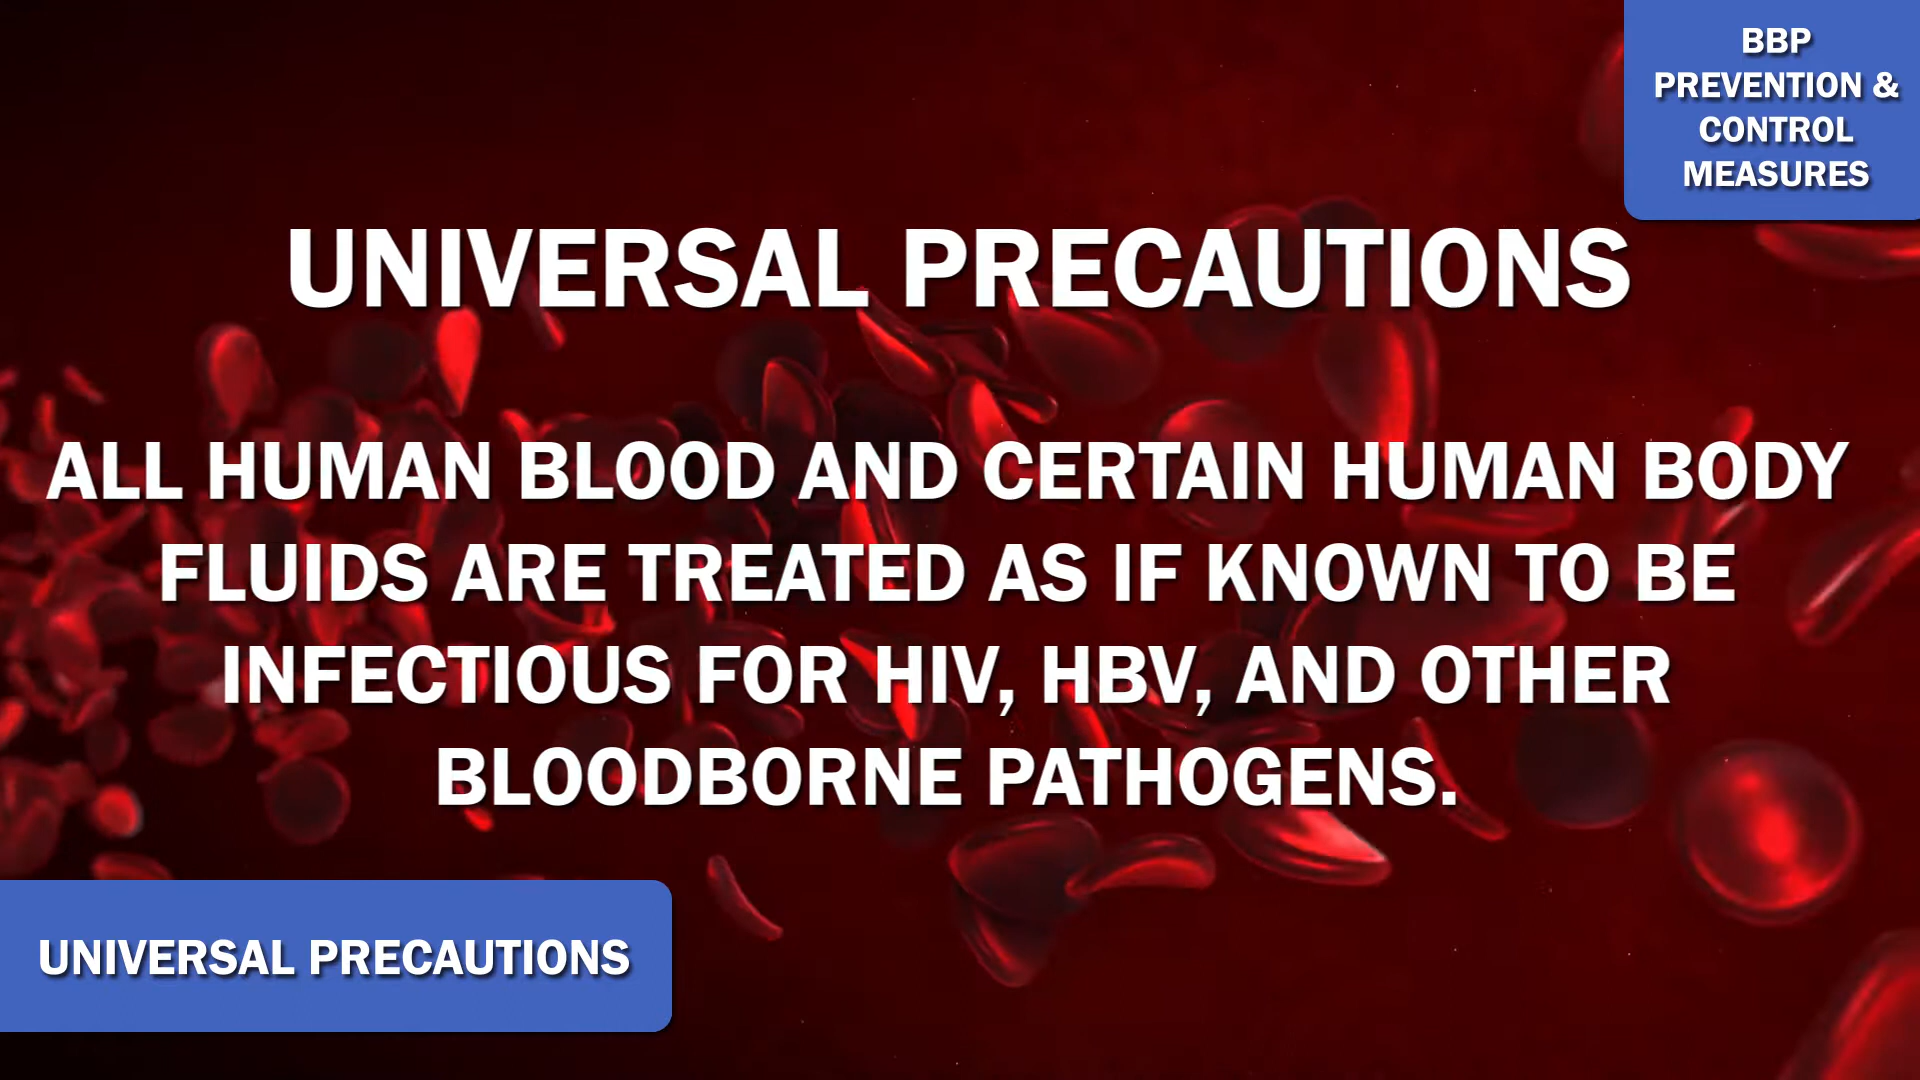 BBP
PREVENTION &
CONTROL
MEASURES
UNIVERSAL PRECAUTIONS
ALL HUMAN BLOOD AND CERTAIN HUMAN BODY
FLUIDS ARE TREATED AS IF KNOWN TO BE
INFECTIOUS FOR HIV, HBV, AND OTHER
BLOODBORNE PATHOGENS.
UNIVERSAL PRECAUTIONS